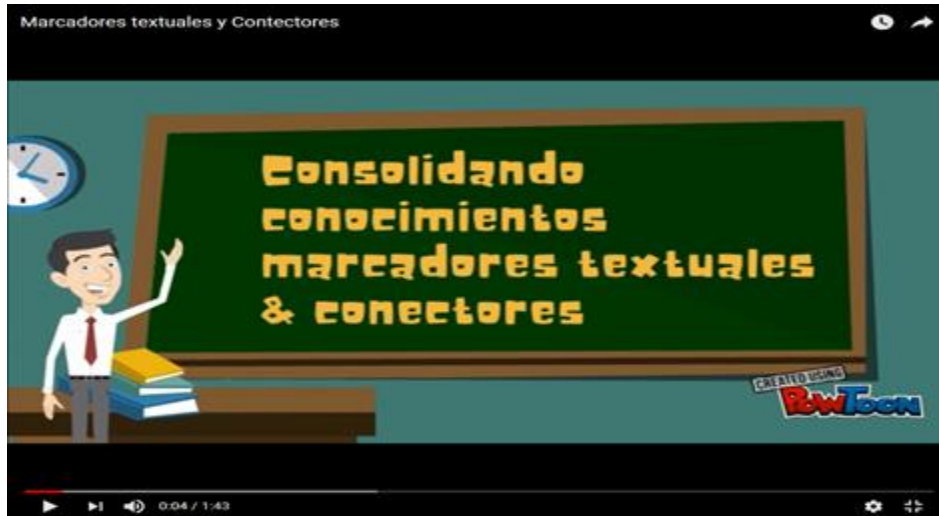 Marcadores textuales y Contectores
Consolidando
conocimientos
marcadores textuales
& conectores
CREATED USING
POWTOON
0:04 / 1:43